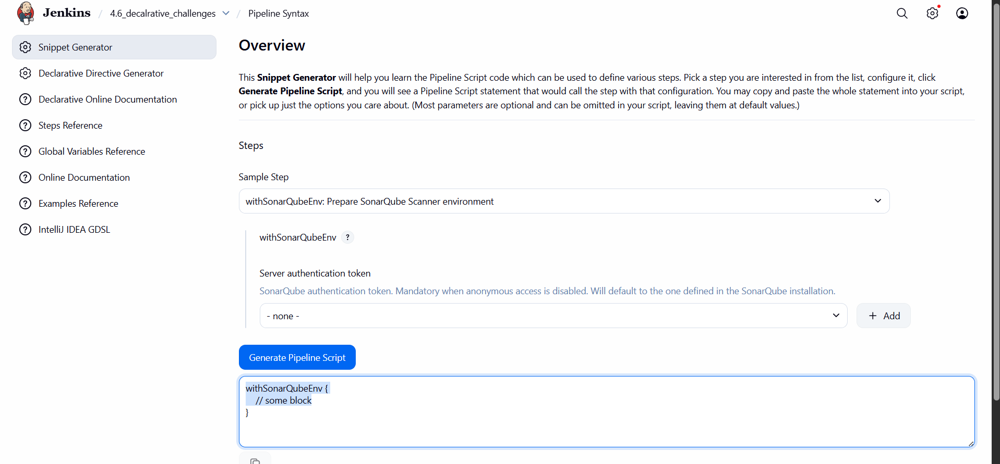 Jenkins / 4.6_decalrative_challenges / Pipeline Syntax
Snippet Generator
Declarative Directive Generator
Declarative Online Documentation
Steps Reference
Global Variables Reference
Online Documentation
Examples Reference
IntelliJ IDEA GDSL
Overview
This Snippet Generator will help you learn the Pipeline Script code which can be used to define various steps. Pick a step you are interested in from the list, configure it, click
Generate Pipeline Script, and you will see a Pipeline Script statement that would call the step with that configuration. You may copy and paste the whole statement into your script,
or pick up just the options you care about. (Most parameters are optional and can be omitted in your script, leaving them at default values.)
Steps
Sample Step
withSonarQubeEnv: Prepare SonarQube Scanner environment
withSonarQubeEnv ?
Server authentication token
SonarQube authentication token. Mandatory when anonymous access is disabled. Will default to the one defined in the SonarQube installation.
- none -
+ Add
Generate Pipeline Script
withSonarQubeEnv {
// some block
}